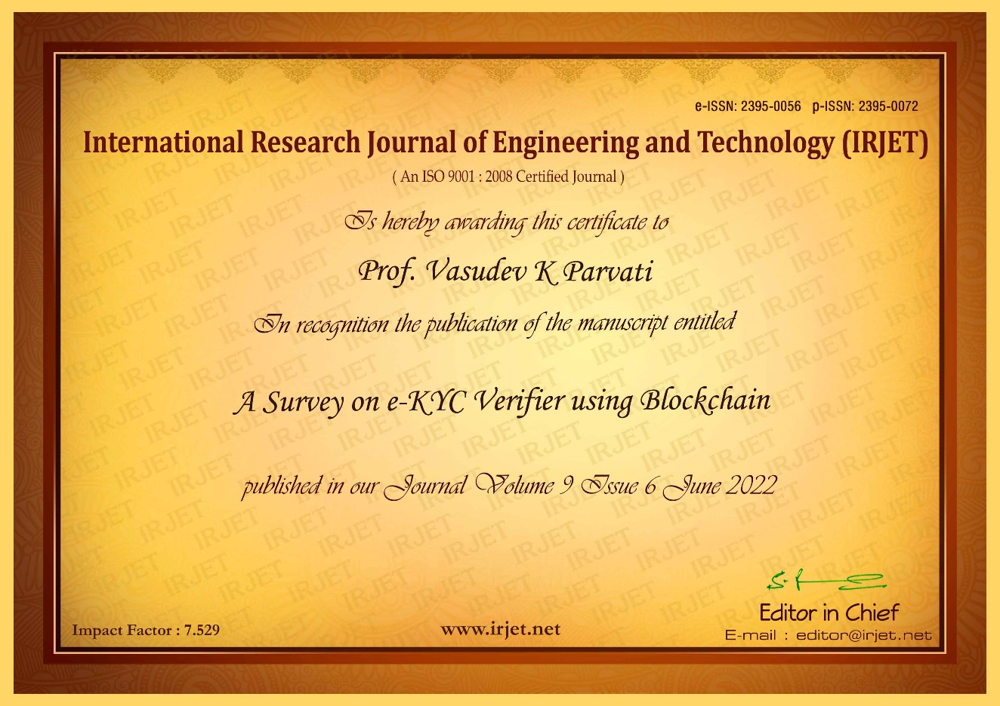 e-ISSN: 2395-0056 p-ISSN: 2395-0072
International Research Journal of Engineering and Technology (IRJET)
( An ISO 9001 : 2008 Certified Journal )
Is hereby awarding this certificate to
Prof. Vasudev K Parvati
In recognition the publication of the manuscript entitled
A Survey on e-KYC Verifier using Blockchain
published in our Journal Volume 9 Issue 6 June 2022
Editor in Chief
Impact Factor : 7.529
www.irjet.net
E-mail : editor@irjet.net